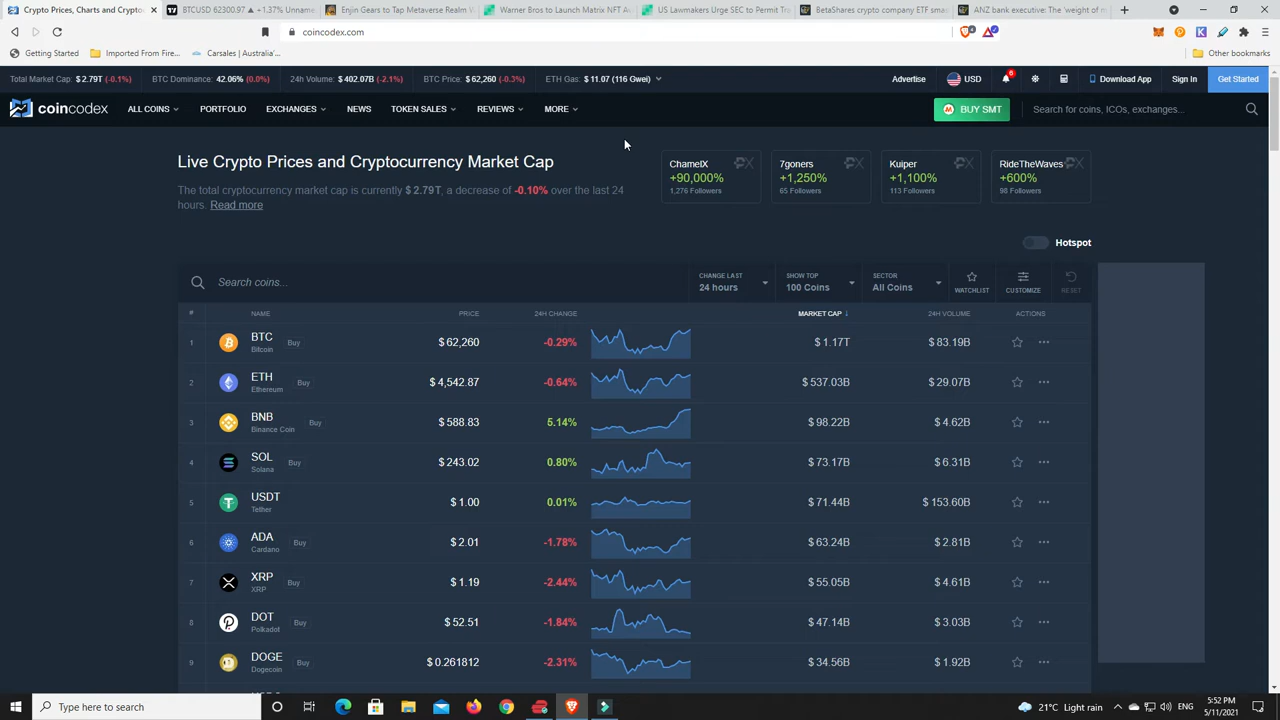 Crypto Prices, Charts and Cryptoc
BTCUSD 62300.97 ▲ +1.37% Unname
Enjin Gears to Tap Metaverse Realm
Warner Bros to Launch Matrix NFT Av
US Lawmakers Urge SEC to Permit
BetaShares crypto company ETF sma
ANZ bank executive: The 'weight of m
coincodex.com
Getting Started
Imported From Fire...
Carsales | Australia'...
Other bookmarks
Total Market Cap: $ 2.79T (-0.1%)
BTC Dominance: 42.06% (0.0%)
24h Volume: $ 402.07B (-2.1%)
BTC Price: $ 62,260 (-0.3%)
ETH Gas: $ 11.07 (116 Gwei)
Advertise
USD
6
Download App
Sign In
Get Started
coincodex
ALL COINS
PORTFOLIO
EXCHANGES
NEWS
TOKEN SALES
REVIEWS
MORE
BUY SMT
Search for coins, ICOs, exchanges...
Live Crypto Prices and Cryptocurrency Market Cap
The total cryptocurrency market cap is currently $ 2.79T, a decrease of -0.10% over the last 24
hours. Read more
ChamelX
+90,000%
1,276 Followers
7goners
+1,250%
65 Followers
Kuiper
+1,100%
113 Followers
RideTheWaves
+600%
98 Followers
Hotspot
Search coins...
CHANGE LAST
24 hours
SHOW TOP
100 Coins
SECTOR
All Coins
WATCHLIST
CUSTOMIZE
RESET
# NAME PRICE 24H CHANGE MARKET CAP ↓ 24H VOLUME ACTIONS
1 BTC Bitcoin Buy $ 62,260 -0.29% $ 1.17T $ 83.19B
2 ETH Ethereum Buy $ 4,542.87 -0.64% $ 537.03B $ 29.07B
3 BNB Binance Coin Buy $ 588.83 5.14% $ 98.22B $ 4.62B
4 SOL Solana Buy $ 243.02 0.80% $ 73.17B $ 6.31B
5 USDT Tether $ 1.00 0.01% $ 71.44B $ 153.60B
6 ADA Cardano Buy $ 2.01 -1.78% $ 63.24B $ 2.81B
7 XRP XRP Buy $ 1.19 -2.44% $ 55.05B $ 4.61B
8 DOT Polkadot Buy $ 52.51 -1.84% $ 47.14B $ 3.03B
9 DOGE Dogecoin Buy $ 0.261812 -2.31% $ 34.56B $ 1.92B
Type here to search
21°C Light rain
5:52 PM
5/11/2021